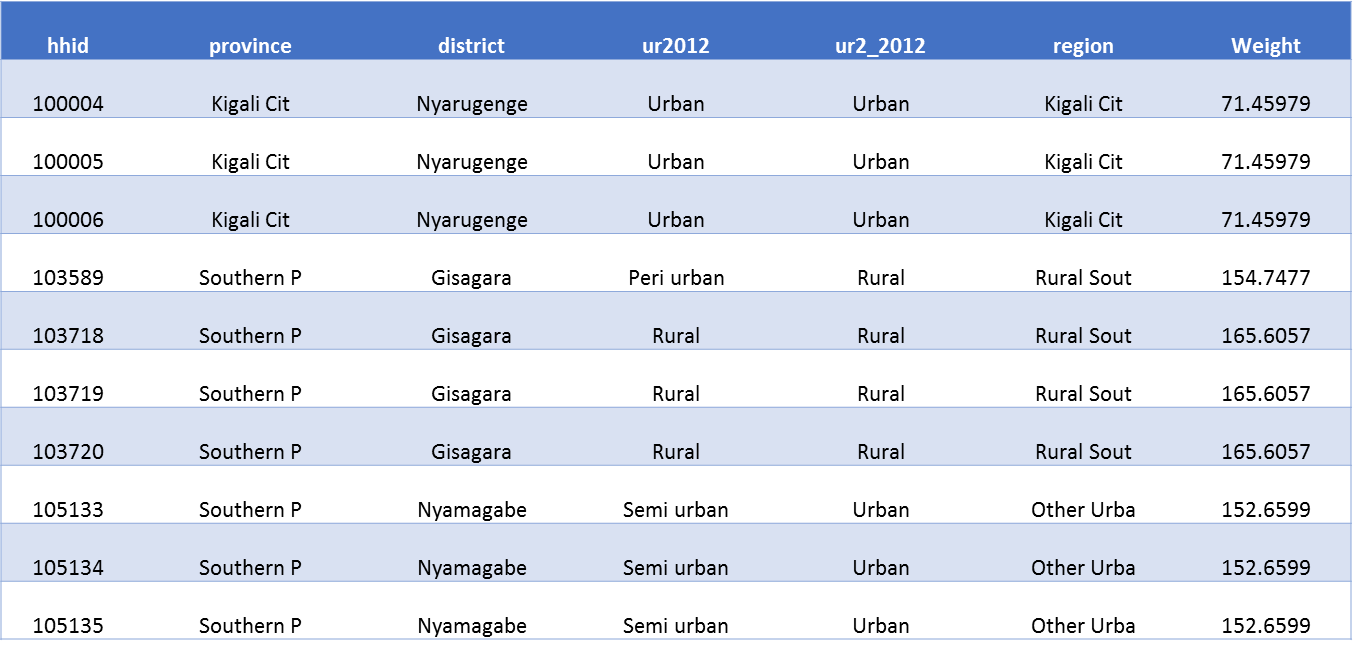 hhid province district ur2012 ur2_2012 region Weight
100004 Kigali Cit Nyarugenge Urban Urban Kigali Cit 71.45979
100005 Kigali Cit Nyarugenge Urban Urban Kigali Cit 71.45979
100006 Kigali Cit Nyarugenge Urban Urban Kigali Cit 71.45979
103589 Southern P Gisagara Peri urban Rural Rural Sout 154.7477
103718 Southern P Gisagara Rural Rural Rural Sout 165.6057
103719 Southern P Gisagara Rural Rural Rural Sout 165.6057
103720 Southern P Gisagara Rural Rural Rural Sout 165.6057
105133 Southern P Nyamagabe Semi urban Urban Other Urba 152.6599
105134 Southern P Nyamagabe Semi urban Urban Other Urba 152.6599
105135 Southern P Nyamagabe Semi urban Urban Other Urba 152.6599